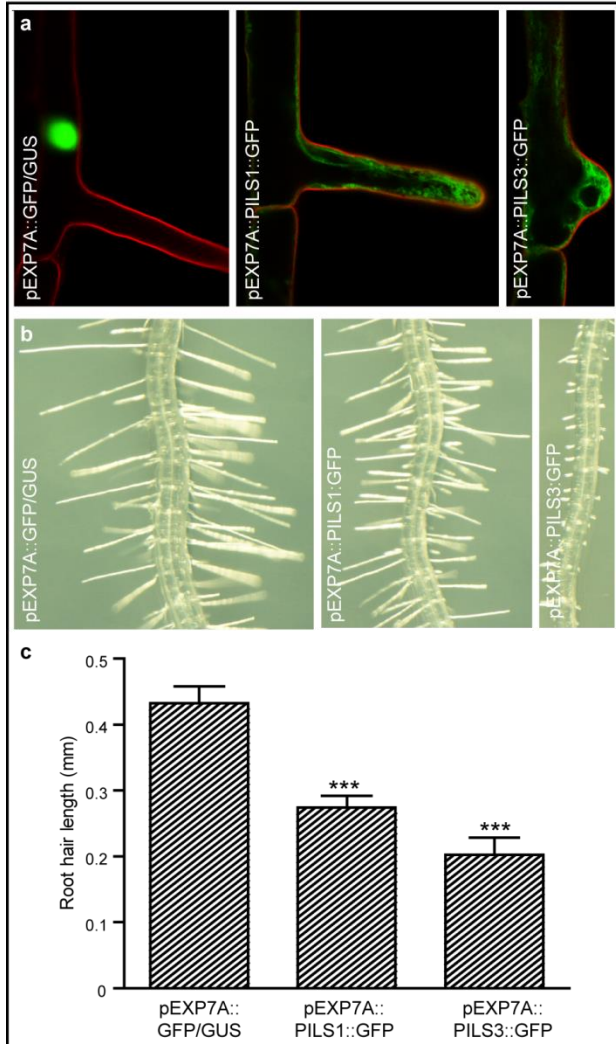 a
pEXP7A::GFP/GUS
pEXP7A::PILS1::GFP
pEXP7A::PILS3::GFP
b
pEXP7A::GFP/GUS
pEXP7A::PILS1:GFP
pEXP7A::PILS3:GFP
c
Root hair length (mm)
0.5
0.4
0.3
0.2
0.1
0
***
***
pEXP7A::
GFP/GUS
pEXP7A::
PILS1::GFP
pEXP7A::
PILS3::GFP